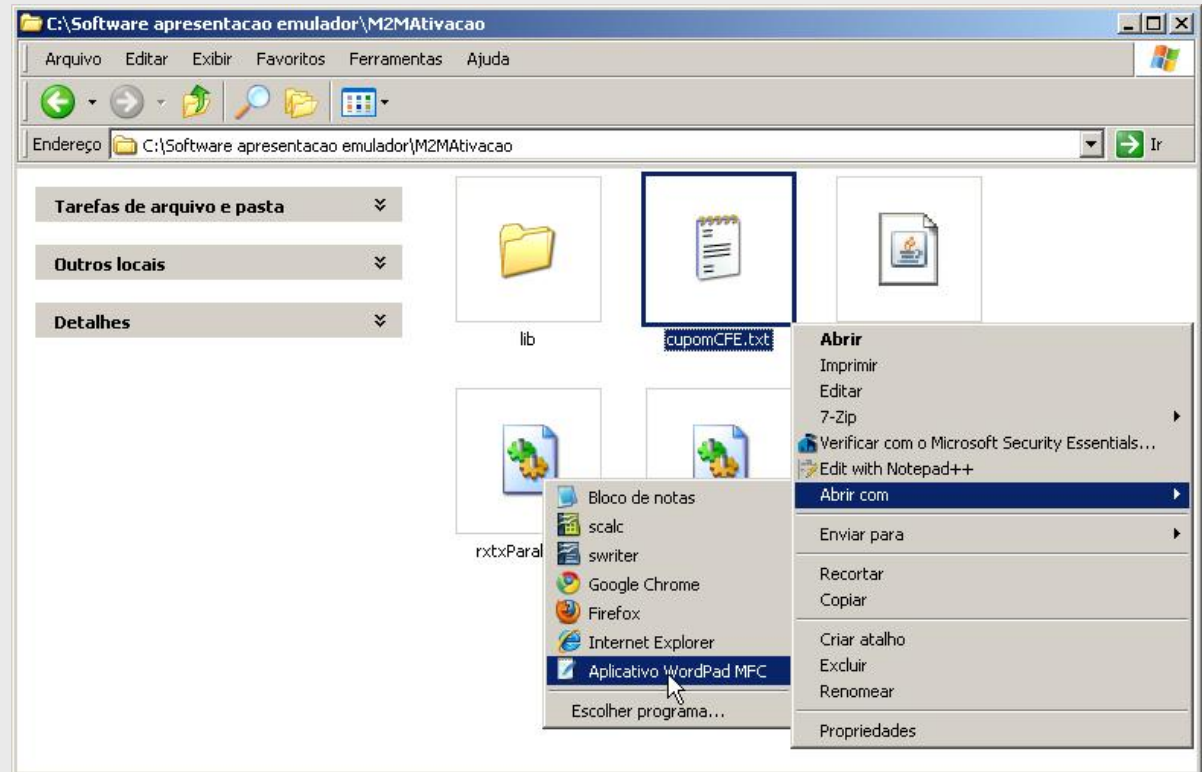 C:\Software apresentacao emulador\M2MAtivacao
Arquivo Editar Exibir Favoritos Ferramentas Ajuda
Endereço C:\Software apresentacao emulador\M2MAtivacao Ir
Tarefas de arquivo e pasta
Outros locais
Detalhes
lib
cupomCFE.txt
rxtxParal
Abrir
Imprimir
Editar
7-Zip
Verificar com o Microsoft Security Essentials...
Edit with Notepad++
Abrir com
Enviar para
Recortar
Copiar
Criar atalho
Excluir
Renomear
Propriedades
Bloco de notas
scalc
swriter
Google Chrome
Firefox
Internet Explorer
Aplicativo WordPad MFC
Escolher programa...